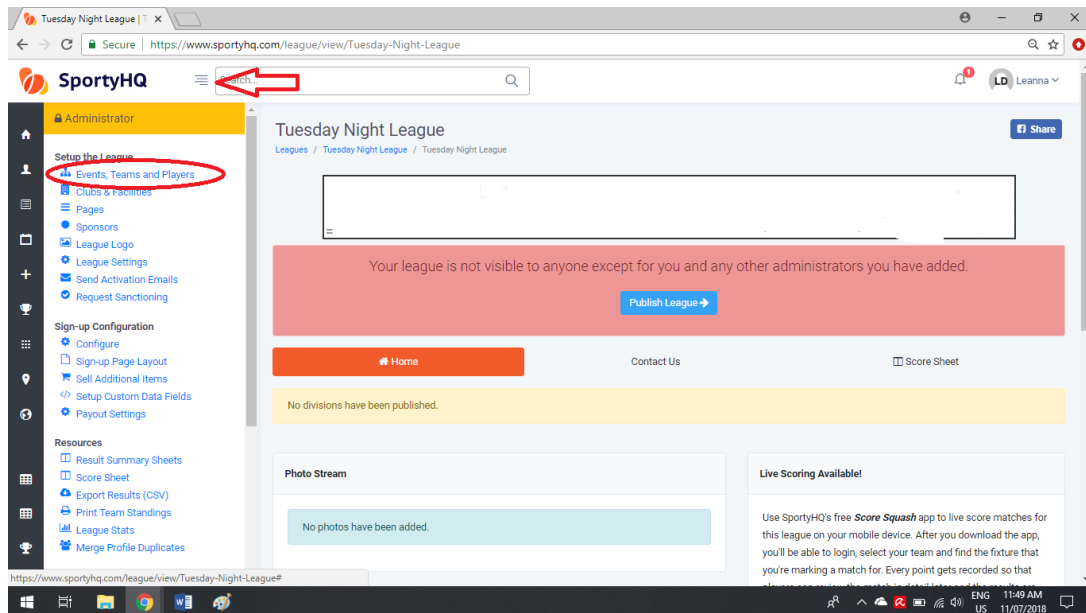 Tuesday Night League | T
Secure | https://www.sportyhq.com/league/view/Tuesday-Night-League
SportyHQ
Search...
1
LD Leanna
Administrator
Setup the League
Events, Teams and Players
Clubs & Facilities
Pages
Sponsors
League Logo
League Settings
Send Activation Emails
Request Sanctioning
Sign-up Configuration
Configure
Sign-up Page Layout
Sell Additional Items
Setup Custom Data Fields
Payout Settings
Resources
Result Summary Sheets
Score Sheet
Export Results (CSV)
Print Team Standings
League Stats
Merge Profile Duplicates
Tuesday Night League
Share
Leagues / Tuesday Night League / Tuesday Night League
=
Your league is not visible to anyone except for you and any other administrators you have added.
Publish League
Home
Contact Us
Score Sheet
No divisions have been published.
Photo Stream
No photos have been added.
Live Scoring Available!
Use SportyHQ's free Score Squash app to live score matches for
this league on your mobile device. After you download the app,
you'll be able to login, select your team and find the fixture that
you're marking a match for. Every point gets recorded so that
https://www.sportyhq.com/league/view/Tuesday-Night-League#
ENG
US
11:49 AM
11/07/2018